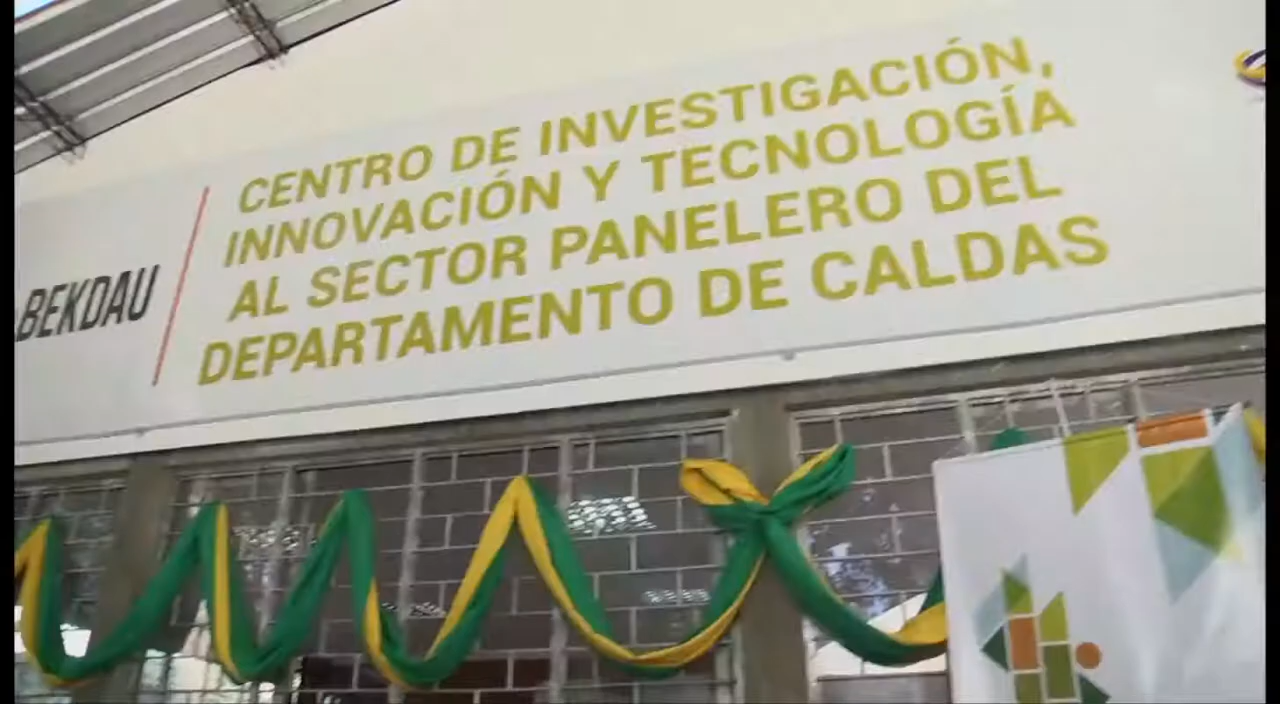 BEKDAU
CENTRO DE INVESTIGACIÓN,
INNOVACIÓN Y TECNOLOGÍA
AL SECTOR PANELERO DEL
DEPARTAMENTO DE CALDAS